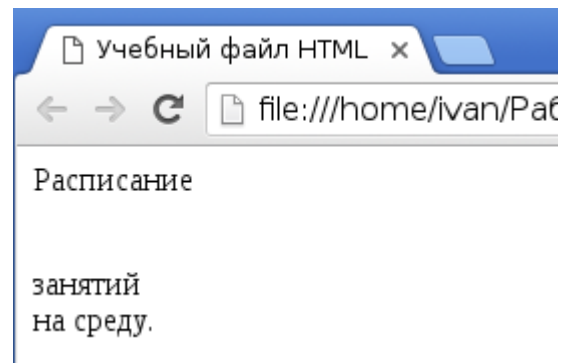 Учебный файл HTML
file:///home/ivan/Раб
Расписание
занятий
на среду.